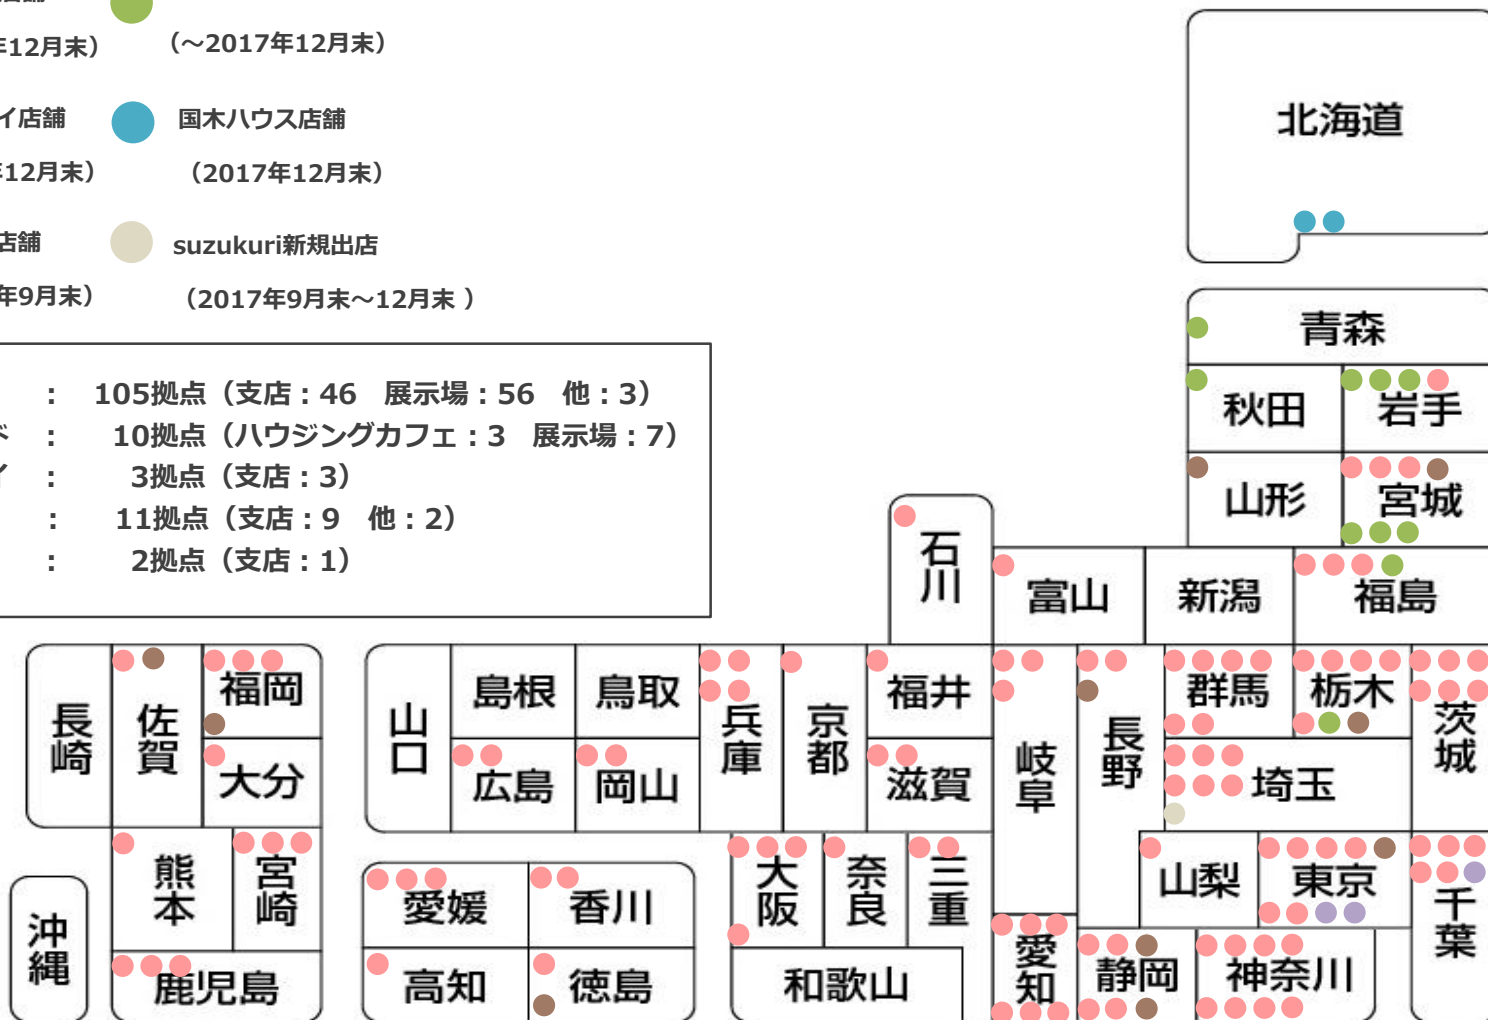 店舗
年12月末）
（～2017年12月末）
イ店舗
国木ハウス店舗
年12月末）
（2017年12月末）
店舗
suzukuri新規出店
年9月末）
（2017年9月末～12月末 ）
： 105拠点（支店：46 展示場：56 他：3）
ド ： 10拠点（ハウジングカフェ：3 展示場：7）
イ ： 3拠点（支店：3）
： 11拠点（支店：9 他：2）
： 2拠点（支店：1）
北海道
青森
秋田
岩手
山形
宮城
石川
富山
新潟
福島
長崎
佐賀
福岡
大分
熊本
宮崎
鹿児島
沖縄
山口
島根
鳥取
広島
岡山
兵庫
京都
福井
滋賀
岐阜
長野
群馬
栃木
茨城
埼玉
山梨
東京
千葉
愛媛
香川
高知
徳島
大阪
奈良
三重
和歌山
愛知
静岡
神奈川